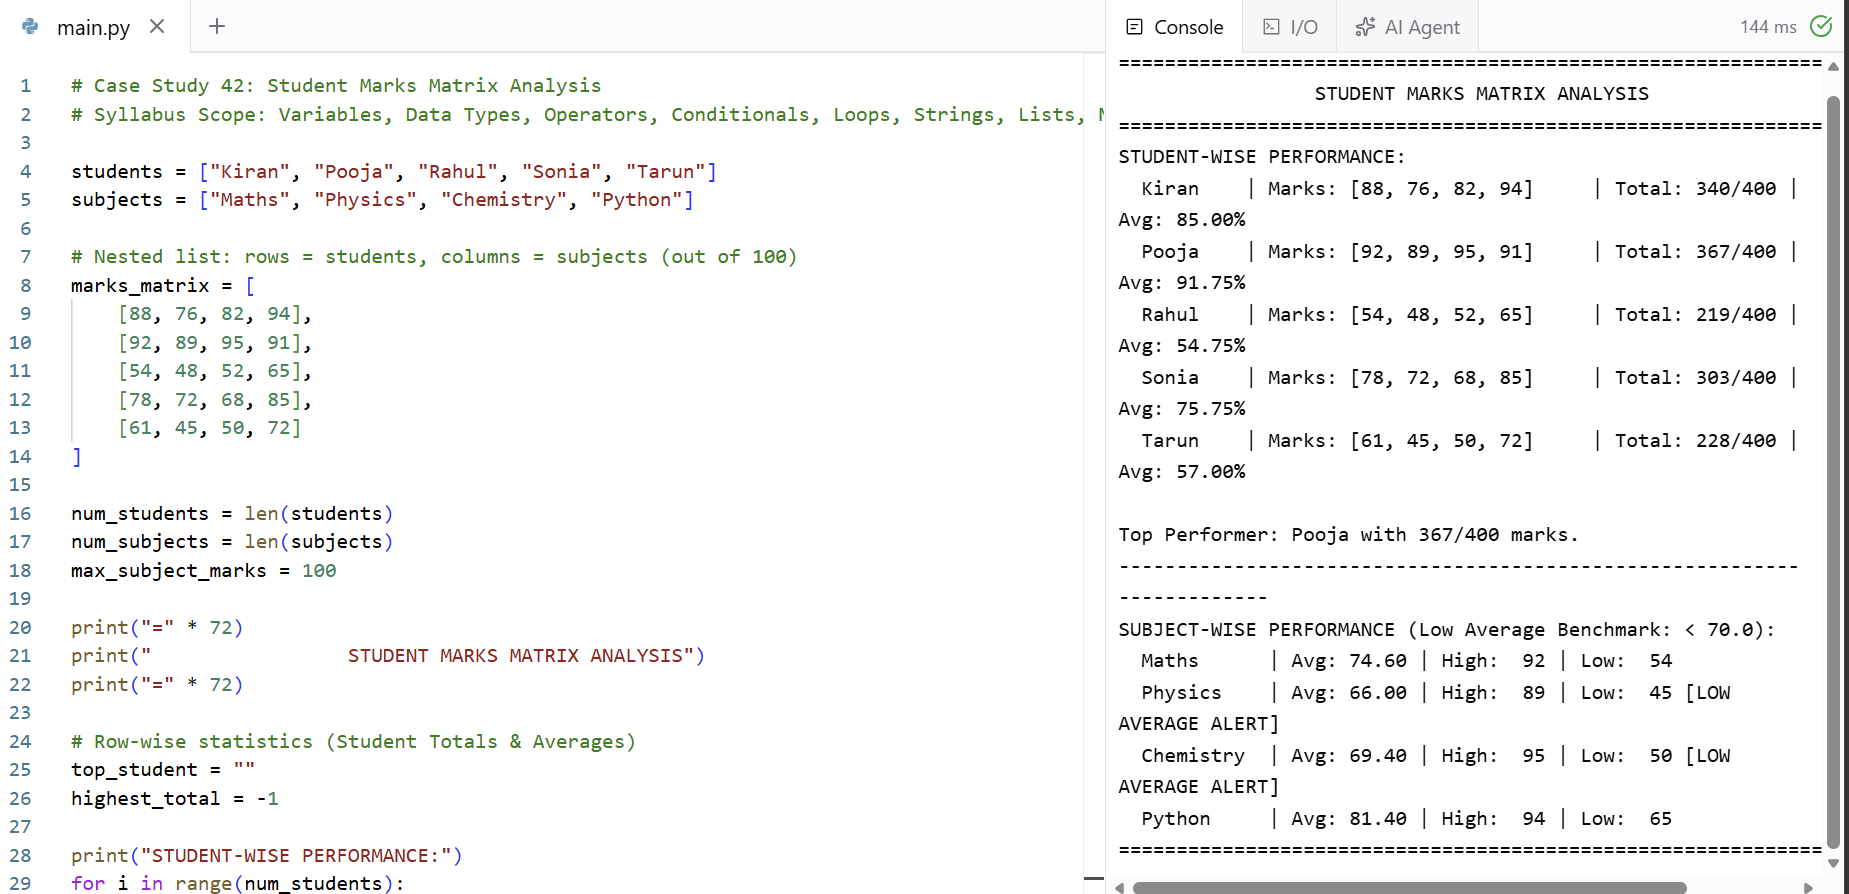 main.py
Console
I/O
AI Agent
144 ms
1 # Case Study 42: Student Marks Matrix Analysis
2 # Syllabus Scope: Variables, Data Types, Operators, Conditionals, Loops, Strings, Lists,
3
4 students = ["Kiran", "Pooja", "Rahul", "Sonia", "Tarun"]
5 subjects = ["Maths", "Physics", "Chemistry", "Python"]
6
7 # Nested list: rows = students, columns = subjects (out of 100)
8 marks_matrix = [
9     [88, 76, 82, 94],
10     [92, 89, 95, 91],
11     [54, 48, 52, 65],
12     [78, 72, 68, 85],
13     [61, 45, 50, 72]
14 ]
15
16 num_students = len(students)
17 num_subjects = len(subjects)
18 max_subject_marks = 100
19
20 print("=" * 72)
21 print("                 STUDENT MARKS MATRIX ANALYSIS")
22 print("=" * 72)
23
24 # Row-wise statistics (Student Totals & Averages)
25 top_student = ""
26 highest_total = -1
27
28 print("STUDENT-WISE PERFORMANCE:")
29 for i in range(num_students):
=============================================================
                 STUDENT MARKS MATRIX ANALYSIS
=============================================================
STUDENT-WISE PERFORMANCE:
  Kiran    | Marks: [88, 76, 82, 94]     | Total: 340/400 |
Avg: 85.00%
  Pooja    | Marks: [92, 89, 95, 91]     | Total: 367/400 |
Avg: 91.75%
  Rahul    | Marks: [54, 48, 52, 65]     | Total: 219/400 |
Avg: 54.75%
  Sonia    | Marks: [78, 72, 68, 85]     | Total: 303/400 |
Avg: 75.75%
  Tarun    | Marks: [61, 45, 50, 72]     | Total: 228/400 |
Avg: 57.00%

Top Performer: Pooja with 367/400 marks.
-----------------------------------------------------------
-------------
SUBJECT-WISE PERFORMANCE (Low Average Benchmark: < 70.0):
  Maths      | Avg: 74.60 | High:  92 | Low:  54
  Physics    | Avg: 66.00 | High:  89 | Low:  45 [LOW
AVERAGE ALERT]
  Chemistry  | Avg: 69.40 | High:  95 | Low:  50 [LOW
AVERAGE ALERT]
  Python     | Avg: 81.40 | High:  94 | Low:  65
=============================================================